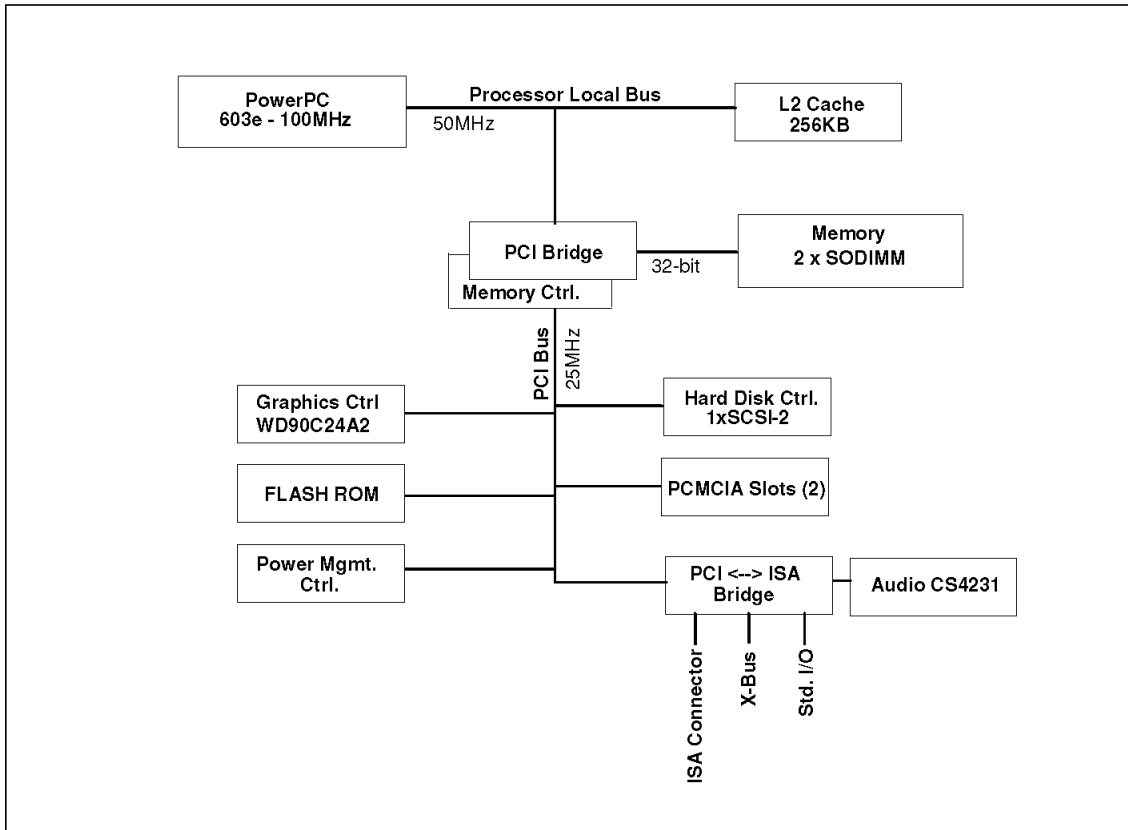 PowerPC
603e - 100MHz
Processor Local Bus
50MHz
L2 Cache
256KB
PCI Bridge
Memory Ctrl.
32-bit
Memory
2 x SODIMM
PCI Bus
25MHz
Graphics Ctrl
WD90C24A2
Hard Disk Ctrl.
1xSCSI-2
FLASH ROM
PCMCIA Slots (2)
Power Mgmt.
Ctrl.
PCI <--> ISA
Bridge
Audio CS4231
ISA Connector
X-Bus
Std. I/O